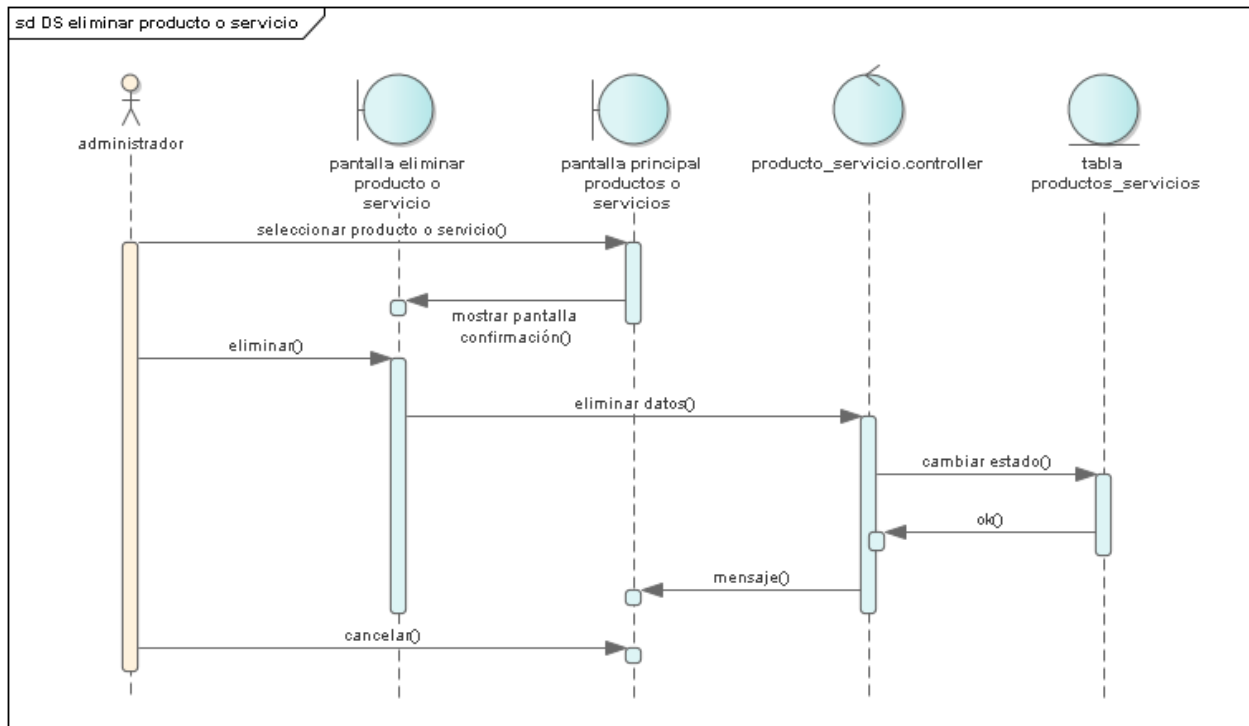 sd DS eliminar producto o servicio
administrador
pantalla eliminar
producto o
servicio
pantalla principal
productos o
servicios
producto_servicio.controller
tabla
productos_servicios
seleccionar producto o servicio()
mostrar pantalla
confirmación()
eliminar()
eliminar datos()
cambiar estado()
ok()
mensaje()
cancelar()